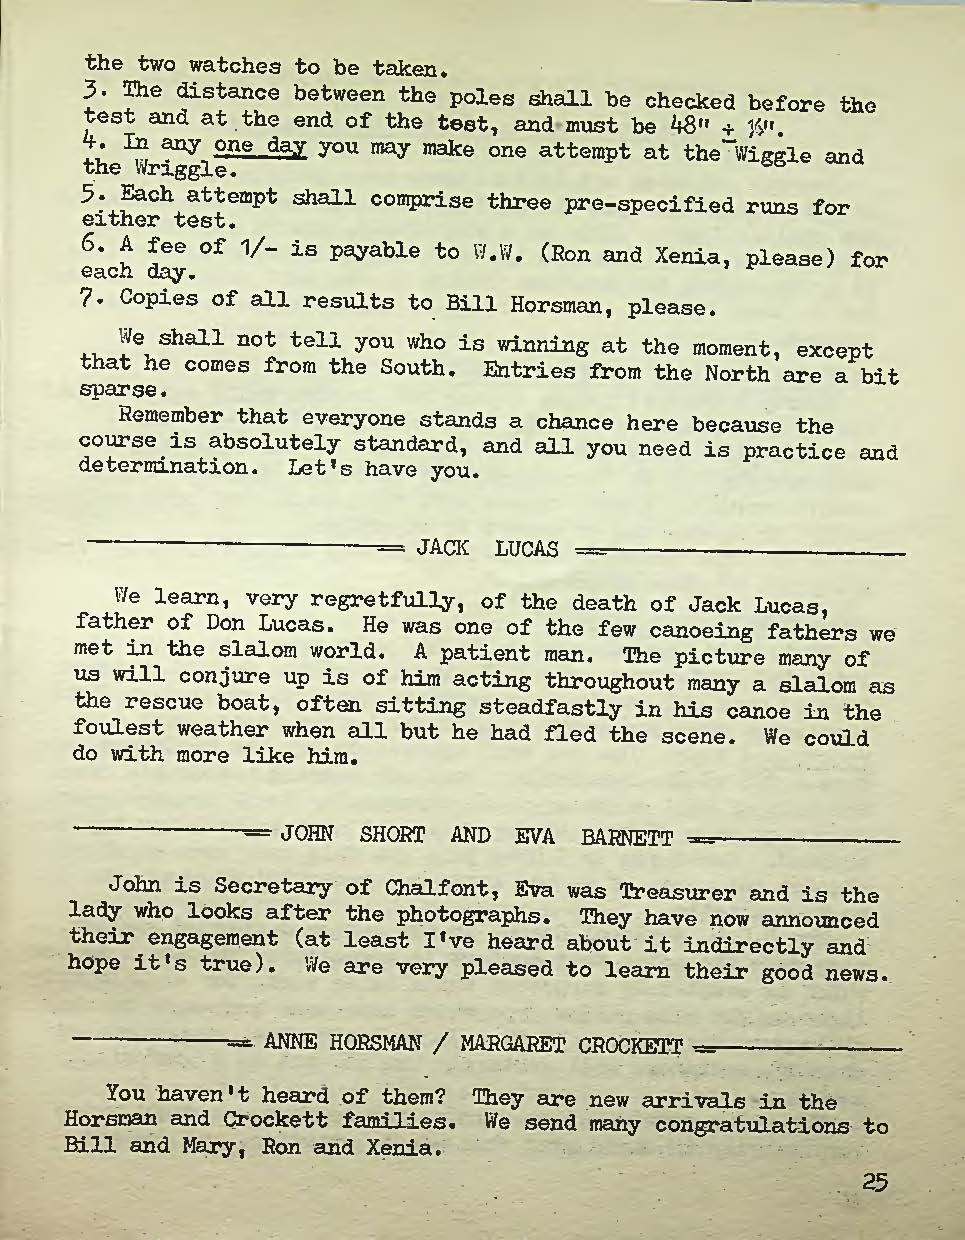 the two watches to be taken.
3. The distance between the poles shall be checked before the
test and at the end of the test, and must be 48" ± ½".
4. In any one day you may make one attempt at the Wiggle and
the Wriggle.
5. Each attempt shall comprise three pre-specified runs for
either test.
6. A fee of 1/- is payable to W.W. (Ron and Xenia, please) for
each day.
7. Copies of all results to Bill Horsman, please.
We shall not tell you who is winning at the moment, except
that he comes from the South. Entries from the North are a bit
sparse.
Remember that everyone stands a chance here because the
course is absolutely standard, and all you need is practice and
determination. Let's have you.
JACK LUCAS
We learn, very regretfully, of the death of Jack Lucas,
father of Don Lucas. He was one of the few canoeing fathers we
met in the slalom world. A patient man. The picture many of
us will conjure up is of him acting throughout many a slalom as
the rescue boat, often sitting steadfastly in his canoe in the
foulest weather when all but he had fled the scene. We could
do with more like him.
JOHN SHORT AND EVA BARNETT
John is Secretary of Chalfont, Eva was Treasurer and is the
lady who looks after the photographs. They have now announced
their engagement (at least I've heard about it indirectly and
hope it's true). We are very pleased to learn their good news.
ANNE HORSMAN / MARGARET CROCKETT
You haven't heard of them? They are new arrivals in the
Horsman and Crockett families. We send many congratulations to
Bill and Mary, Ron and Xenia.
25